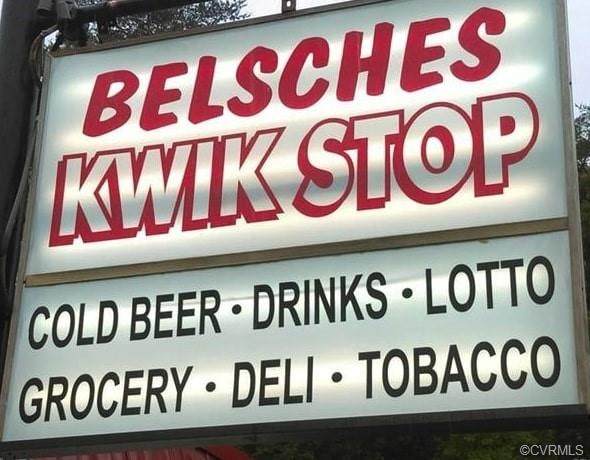 BELSCHES
KWIK STOP
COLD BEER · DRINKS · LOTTO
GROCERY · DELI · TOBACCO
©CVRMLS